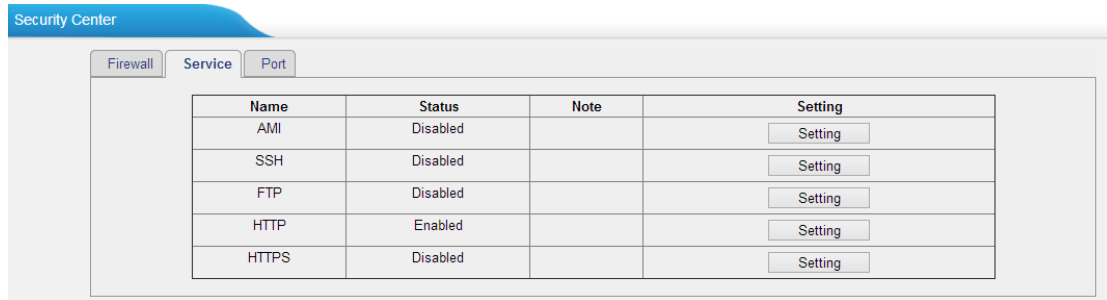 Security Center
Firewall Service Port
Name Status Note Setting
AMI Disabled Setting
SSH Disabled Setting
FTP Disabled Setting
HTTP Enabled Setting
HTTPS Disabled Setting